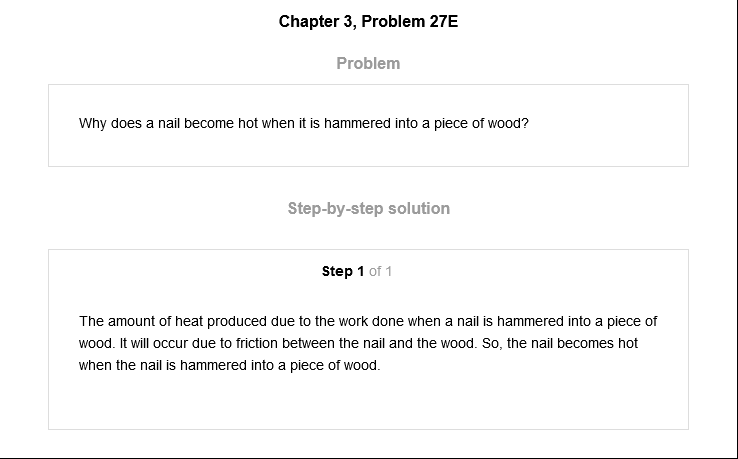 Chapter 3, Problem 27E
Problem
Why does a nail become hot when it is hammered into a piece of wood?
Step-by-step solution
Step 1 of 1
The amount of heat produced due to the work done when a nail is hammered into a piece of
wood. It will occur due to friction between the nail and the wood. So, the nail becomes hot
when the nail is hammered into a piece of wood.